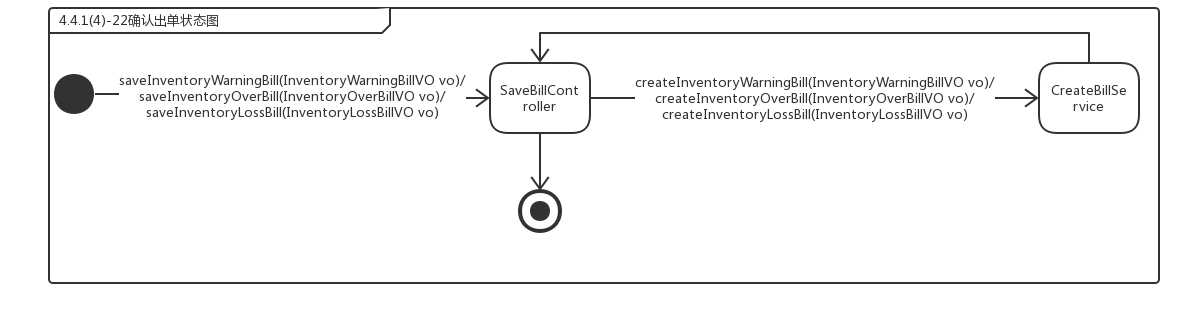 4.4.1(4)-22确认出单状态图
saveInventoryWarningBill(InventoryWarningBillVO vo)/
saveInventoryOverBill(InventoryOverBillVO vo)/
saveInventoryLossBill(InventoryLossBillVO vo)
SaveBillCont
roller
createInventoryWarningBill(InventoryWarningBillVO vo)/
createInventoryOverBill(InventoryOverBillVO vo)/
createInventoryLossBill(InventoryLossBillVO vo)
CreateBillSe
rvice